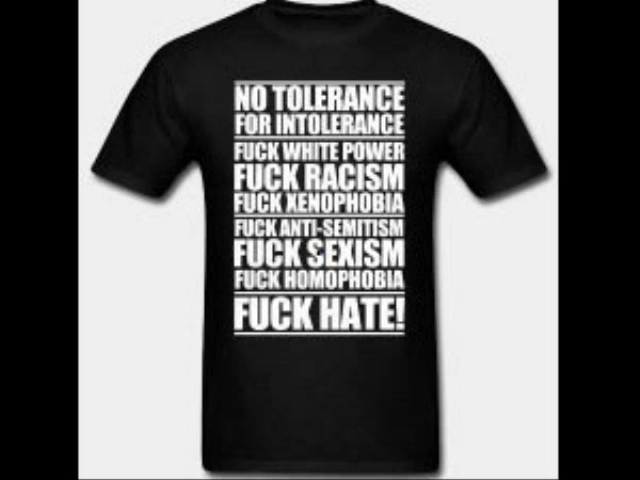 NO TOLERANCE
FOR INTOLERANCE
FUCK WHITE POWER
FUCK RACISM
FUCK XENOPHOBIA
FUCK ANTI-SEMITISM
FUCK SEXISM
FUCK HOMOPHOBIA
FUCK HATE!